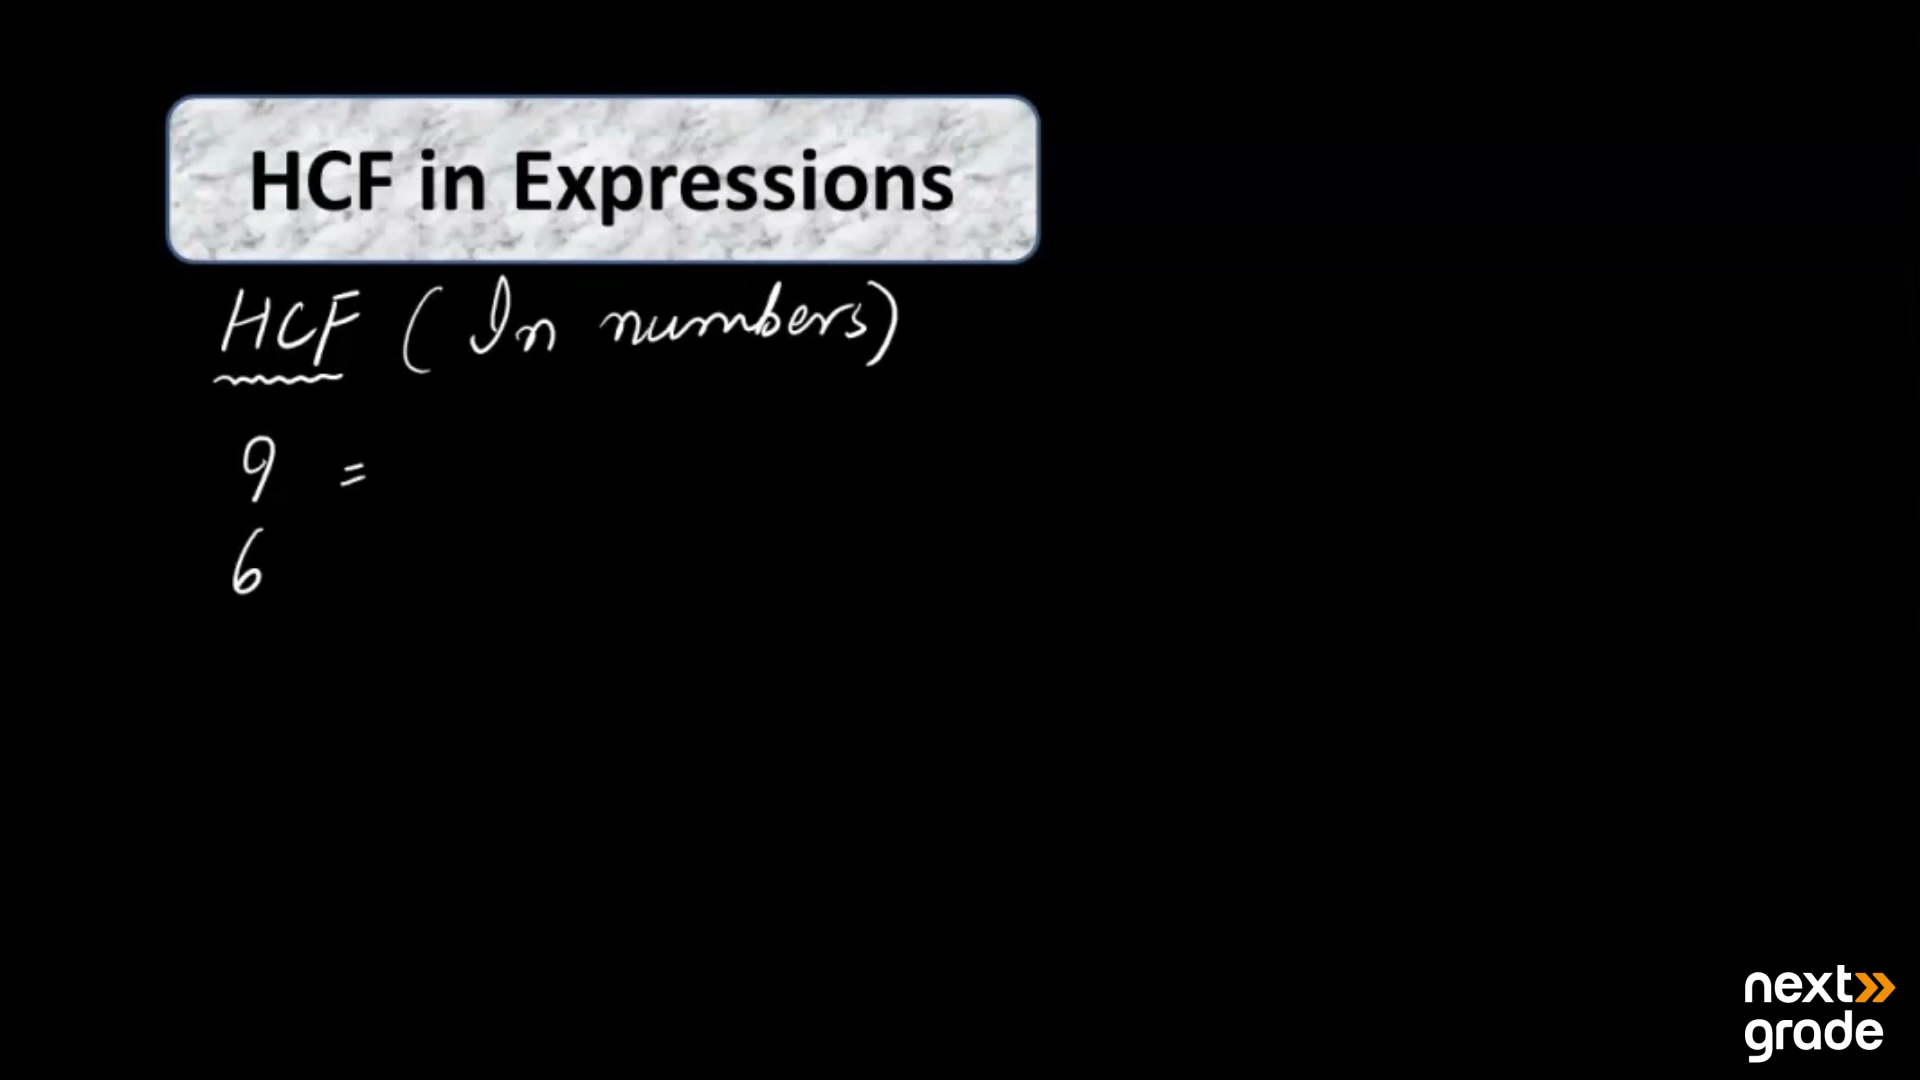 HCF in Expressions
HCF (In numbers)
9 =
6
next
grade